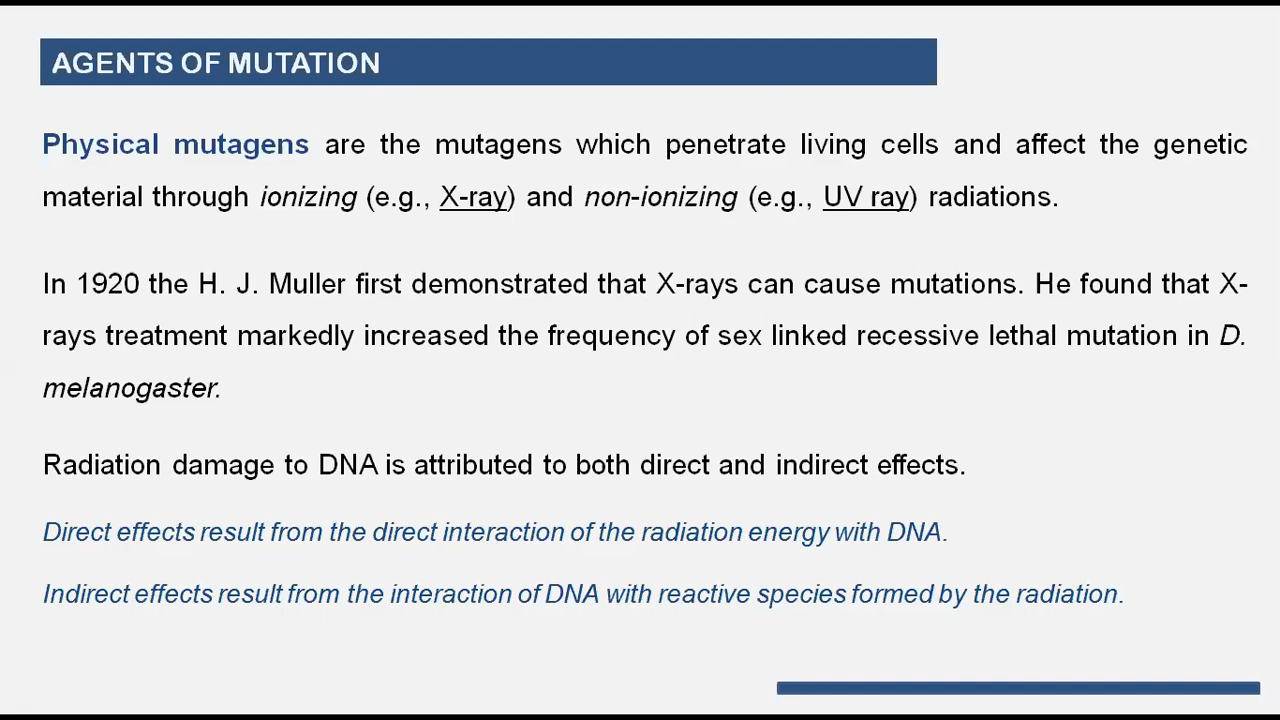 AGENTS OF MUTATION
Physical mutagens are the mutagens which penetrate living cells and affect the genetic
material through ionizing (e.g., X-ray) and non-ionizing (e.g., UV ray) radiations.
In 1920 the H. J. Muller first demonstrated that X-rays can cause mutations. He found that X-
rays treatment markedly increased the frequency of sex linked recessive lethal mutation in D.
melanogaster.
Radiation damage to DNA is attributed to both direct and indirect effects.
Direct effects result from the direct interaction of the radiation energy with DNA.
Indirect effects result from the interaction of DNA with reactive species formed by the radiation.